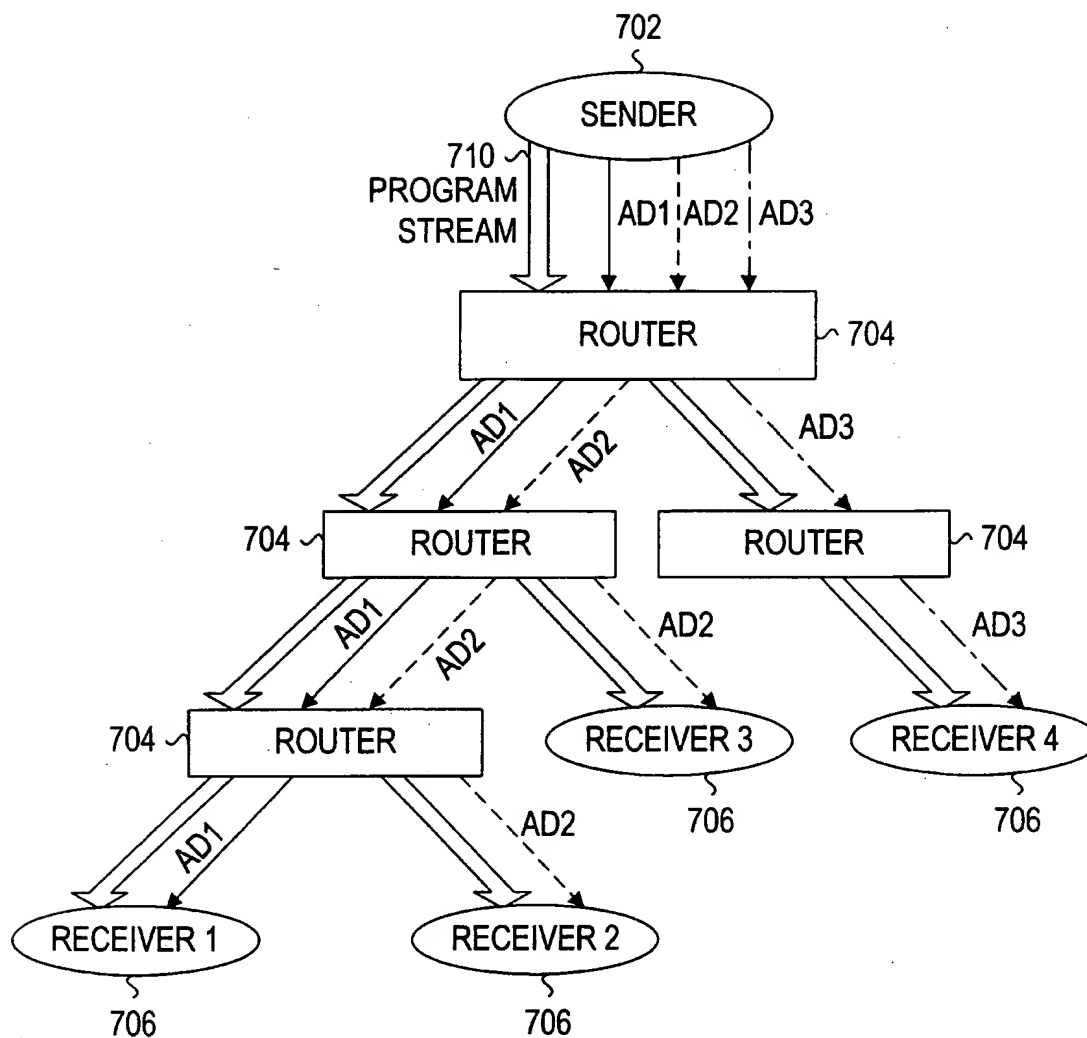 702
SENDER
710
PROGRAM
STREAM
AD1
AD2
AD3
ROUTER
704
AD1
AD2
AD3
704
ROUTER
ROUTER
704
AD1
AD2
AD2
AD3
704
ROUTER
RECEIVER 3
RECEIVER 4
706
706
AD1
AD2
RECEIVER 1
RECEIVER 2
706
706